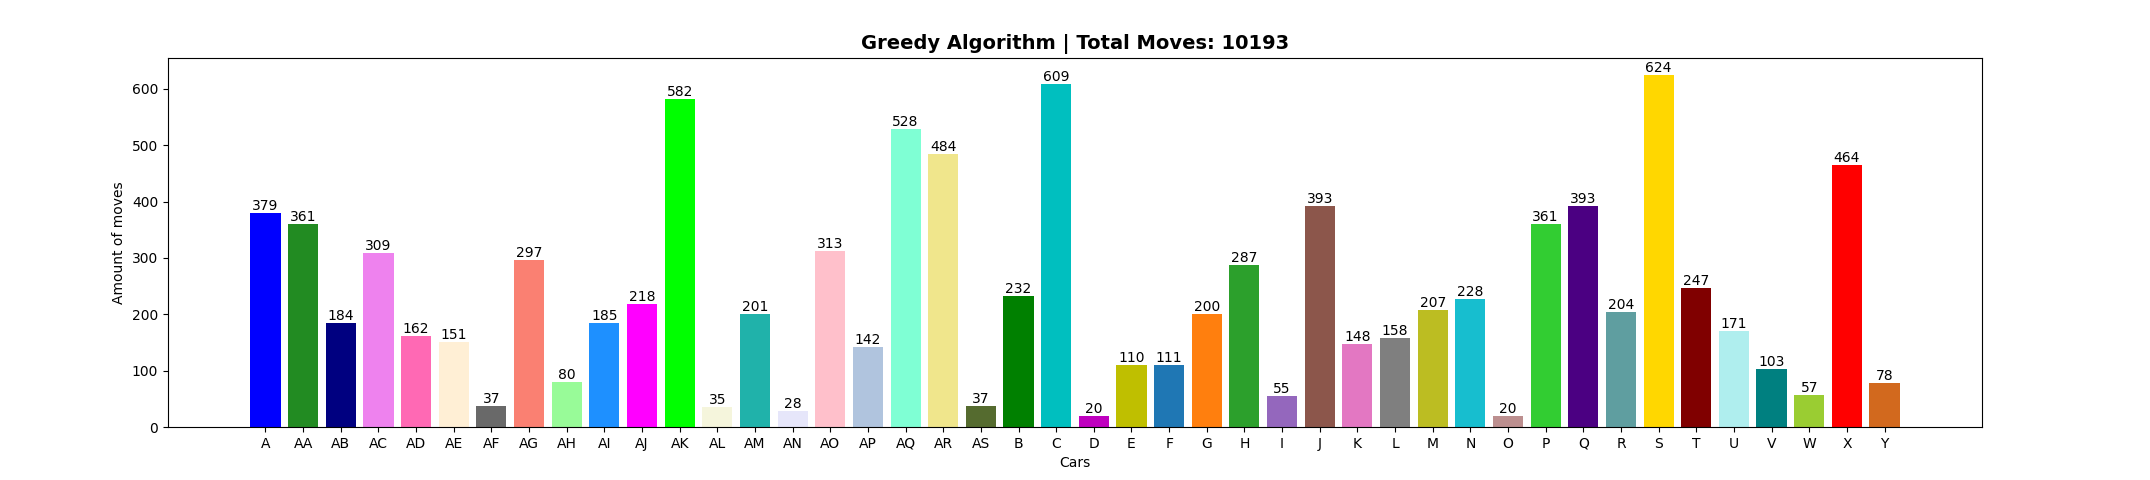 Greedy Algorithm | Total Moves: 10193
Amount of moves
600
500
400
300
200
100
0
379 361 184 309 162 151 37 297 80 185 218 582 35 201 28 313 142 528 484 37 232 609 20 110 111 200 287 55 393 148 158 207 228 20 361 393 204 624 247 171 103 57 464 78
A AA AB AC AD AE AF AG AH AI AJ AK AL AM AN AO AP AQ AR AS B C D E F G H I J K L M N O P Q R S T U V W X Y
Cars